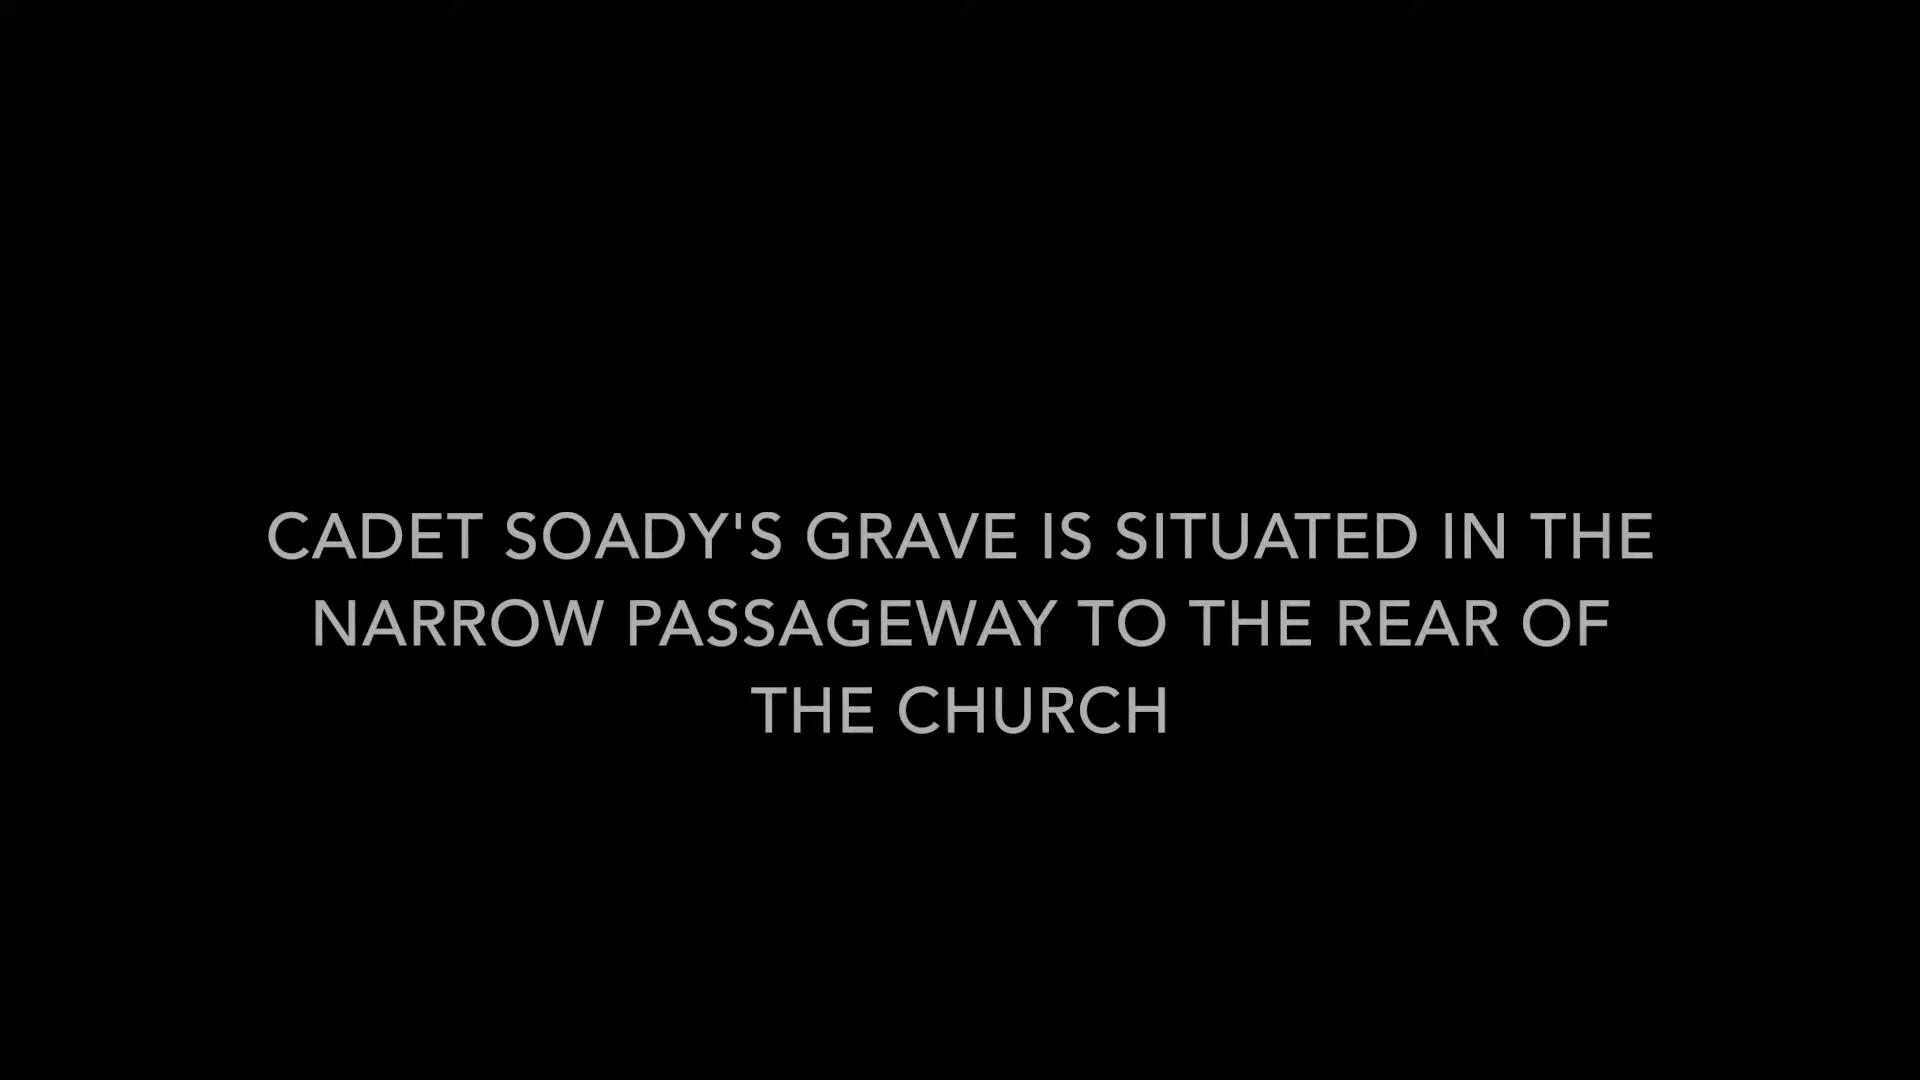 CADET SOADY'S GRAVE IS SITUATED IN THE
NARROW PASSAGEWAY TO THE REAR OF
THE CHURCH